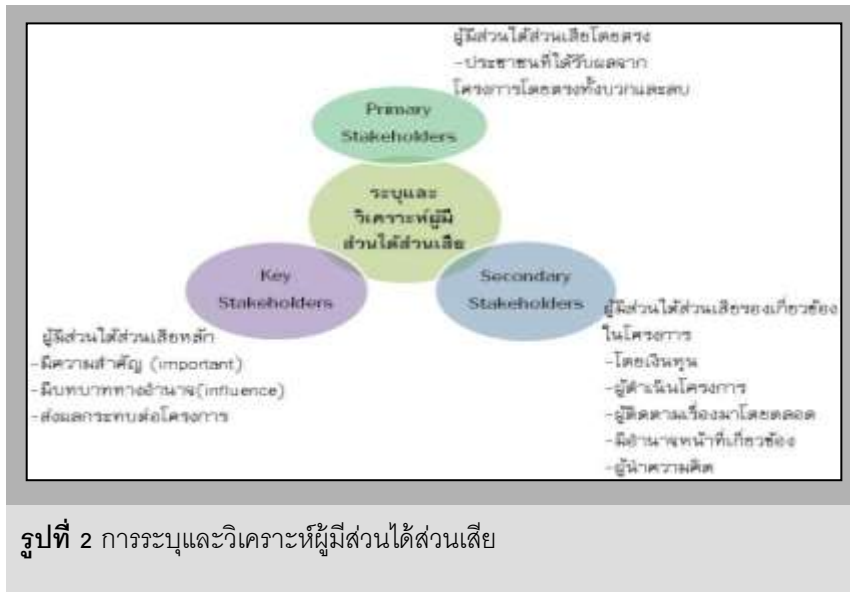 ผู้มีส่วนได้ส่วนเสียโดยตรง
-ประชาชนที่ได้รับผลจาก
โครงการโดยตรงทั้งบวกและลบ
Primary
Stakeholders
ระบุและ
วิเคราะห์ผู้มี
ส่วนได้ส่วนเสีย
Key
Stakeholders
Secondary
Stakeholders
ผู้มีส่วนได้ส่วนเสียหลัก
-มีความสำคัญ (important)
-มีบทบาททางอำนาจ(influence)
-ส่งผลกระทบต่อโครงการ
ผู้มีส่วนได้ส่วนเสียรองเกี่ยวข้อง
ในโครงการ
-โดยเงินทุน
-ผู้ดำเนินโครงการ
-ผู้ติดตามเรื่องมาโดยตลอด
-มีอำนาจหน้าที่เกี่ยวข้อง
-ผู้นำความคิด
รูปที่ 2 การระบุและวิเคราะห์ผู้มีส่วนได้ส่วนเสีย